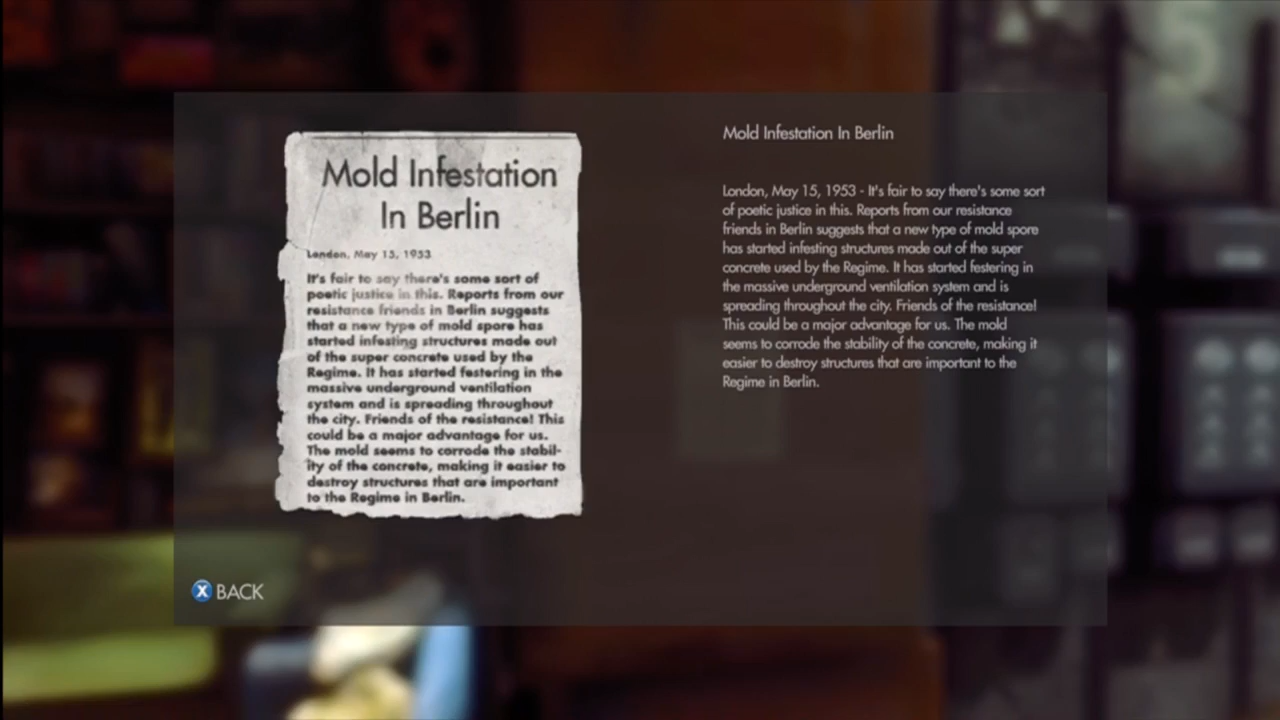 Mold Infestation
In Berlin
London, May 15, 1953
It's fair to say there's some sort of
poetic justice in this. Reports from our
resistance friends in Berlin suggests
that a new type of mold spore has
started infesting structures made out
of the super concrete used by the
Regime. It has started festering in the
massive underground ventilation
system and is spreading throughout
the city. Friends of the resistance! This
could be a major advantage for us.
The mold seems to corrode the stabil-
ity of the concrete, making it easier to
destroy structures that are important
to the Regime in Berlin.
Mold Infestation In Berlin
London, May 15, 1953 - It's fair to say there's some sort
of poetic justice in this. Reports from our resistance
friends in Berlin suggests that a new type of mold spore
has started infesting structures made out of the super
concrete used by the Regime. It has started festering in
the massive underground ventilation system and is
spreading throughout the city. Friends of the resistance!
This could be a major advantage for us. The mold
seems to corrode the stability of the concrete, making it
easier to destroy structures that are important to the
Regime in Berlin.
X BACK